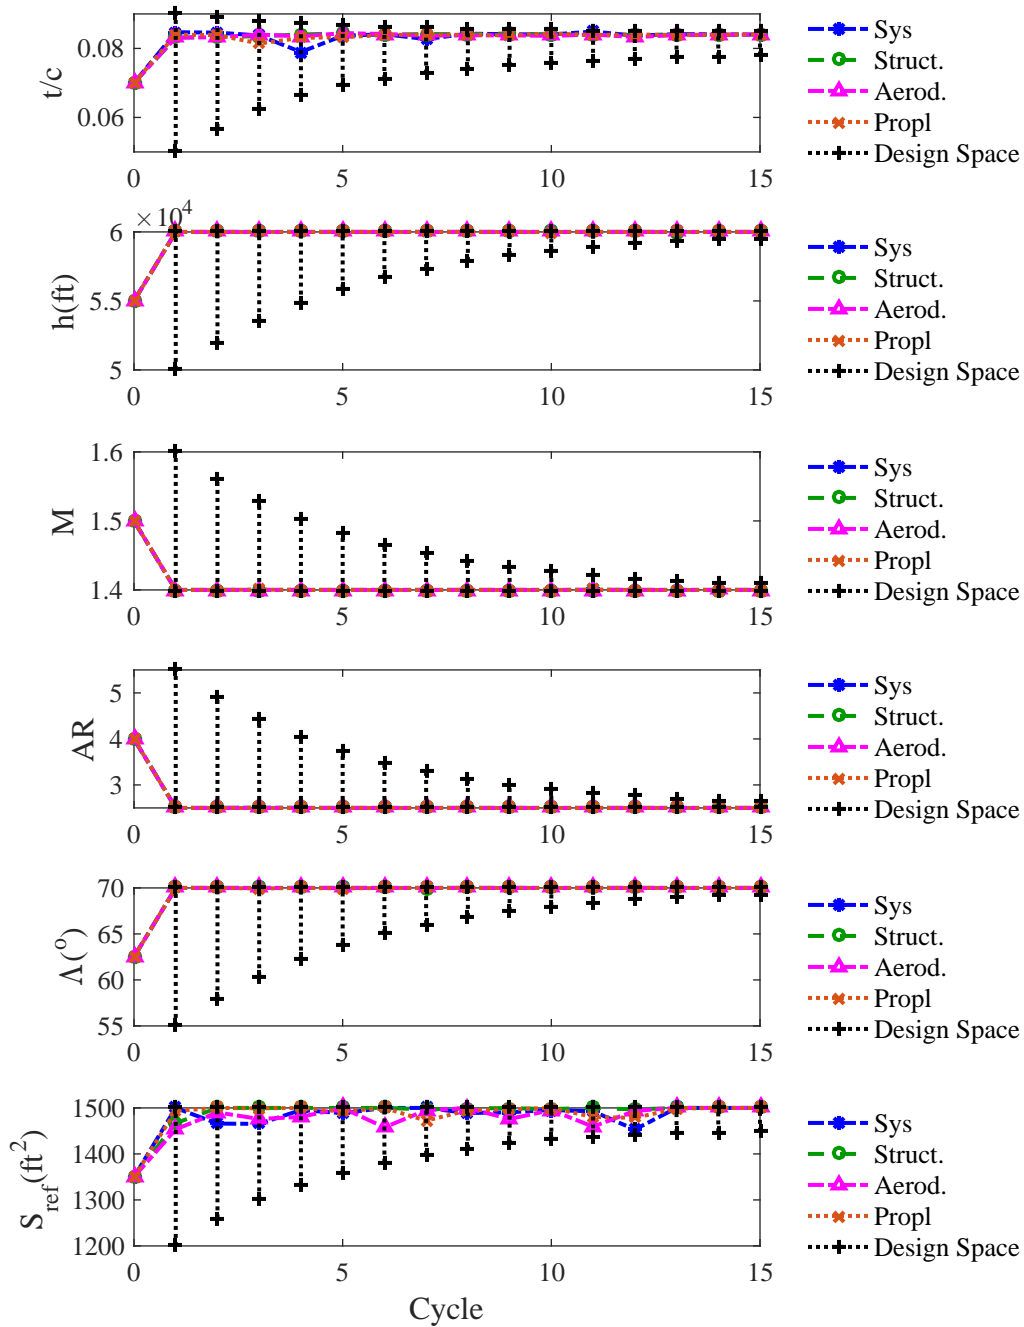 0.08
0.06
t/c
0 5 10 15
Sys
Struct.
Aerod.
Propl
Design Space
×10⁴
6
5.5
5
h(ft)
0 5 10 15
Sys
Struct.
Aerod.
Propl
Design Space
1.6
1.5
1.4
M
0 5 10 15
Sys
Struct.
Aerod.
Propl
Design Space
5
4
3
AR
0 5 10 15
Sys
Struct.
Aerod.
Propl
Design Space
70
65
60
55
Λ(°)
0 5 10 15
Sys
Struct.
Aerod.
Propl
Design Space
1500
1400
1300
1200
S_ref(ft²)
0 5 10 15
Sys
Struct.
Aerod.
Propl
Design Space
Cycle